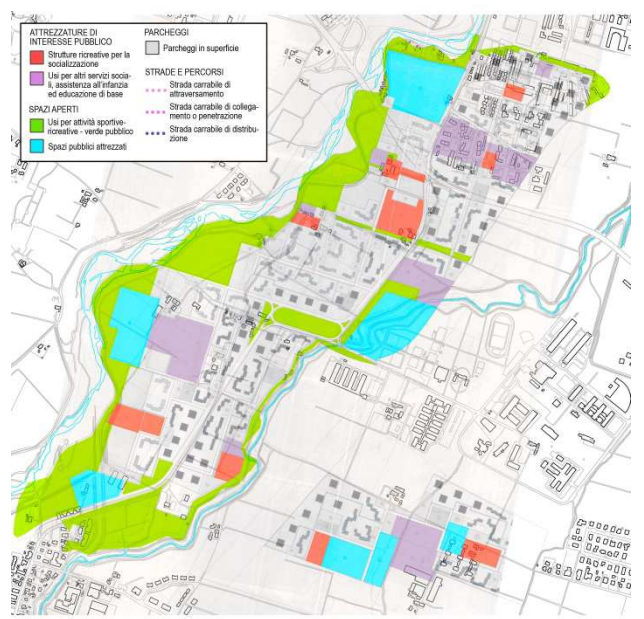 ATTREZZATURE DI
INTERESSE PUBBLICO
Strutture ricreative per la
socializzazione
Usi per altri servizi socia-
li, assistenza all'infanzia
ed educazione di base
SPAZI APERTI
Usi per attività sportive-
ricreative - verde pubblico
Spazi pubblici attrezzati
PARCHEGGI
Parcheggi in superficie
STRADE E PERCORSI
Strada carrabile di
attraversamento
Strada carrabile di collega-
mento o penetrazione
Strada carrabile di distribu-
zione